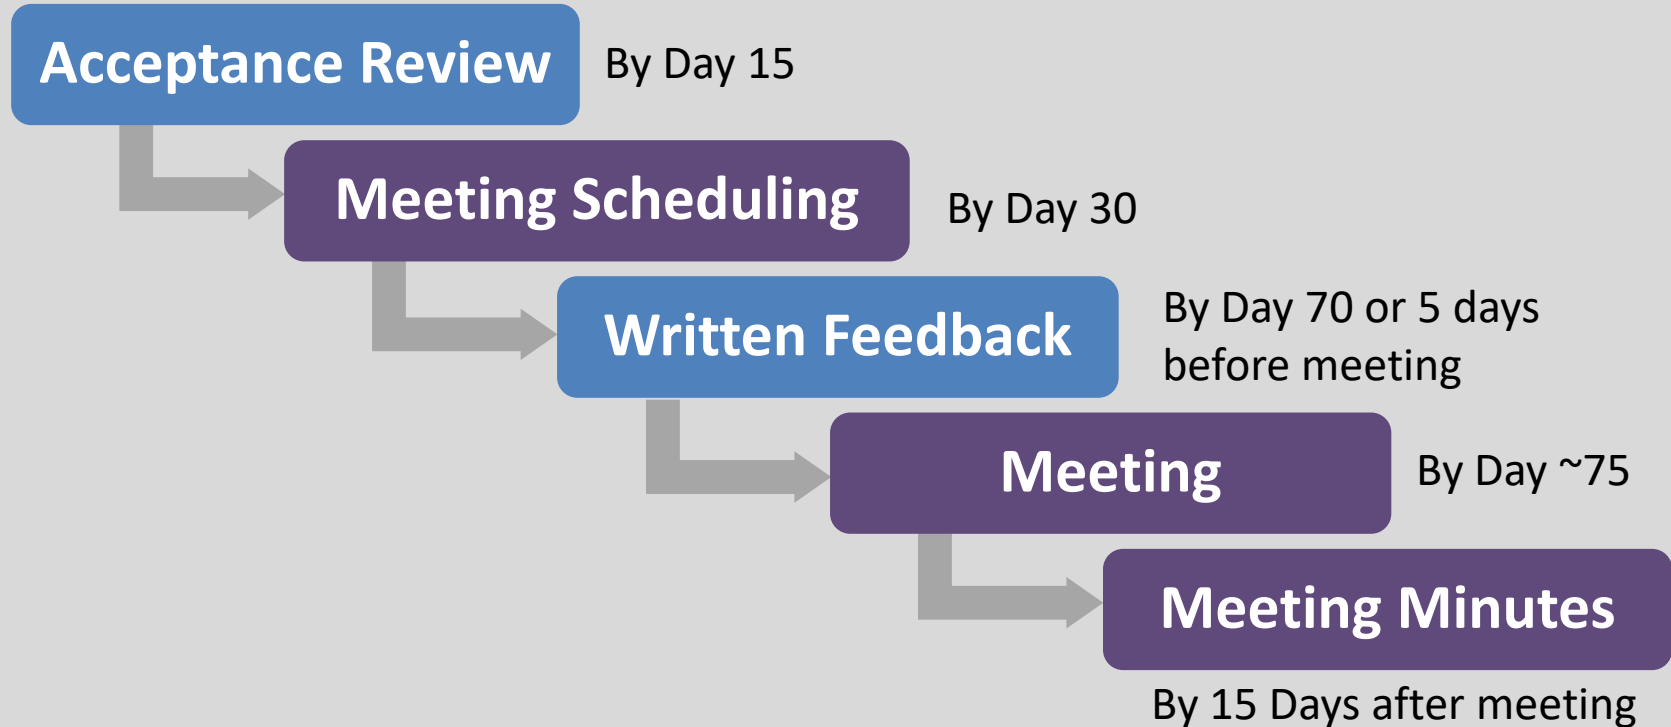 Acceptance Review
By Day 15
Meeting Scheduling
By Day 30
Written Feedback
By Day 70 or 5 days
before meeting
Meeting
By Day ~75
Meeting Minutes
By 15 Days after meeting